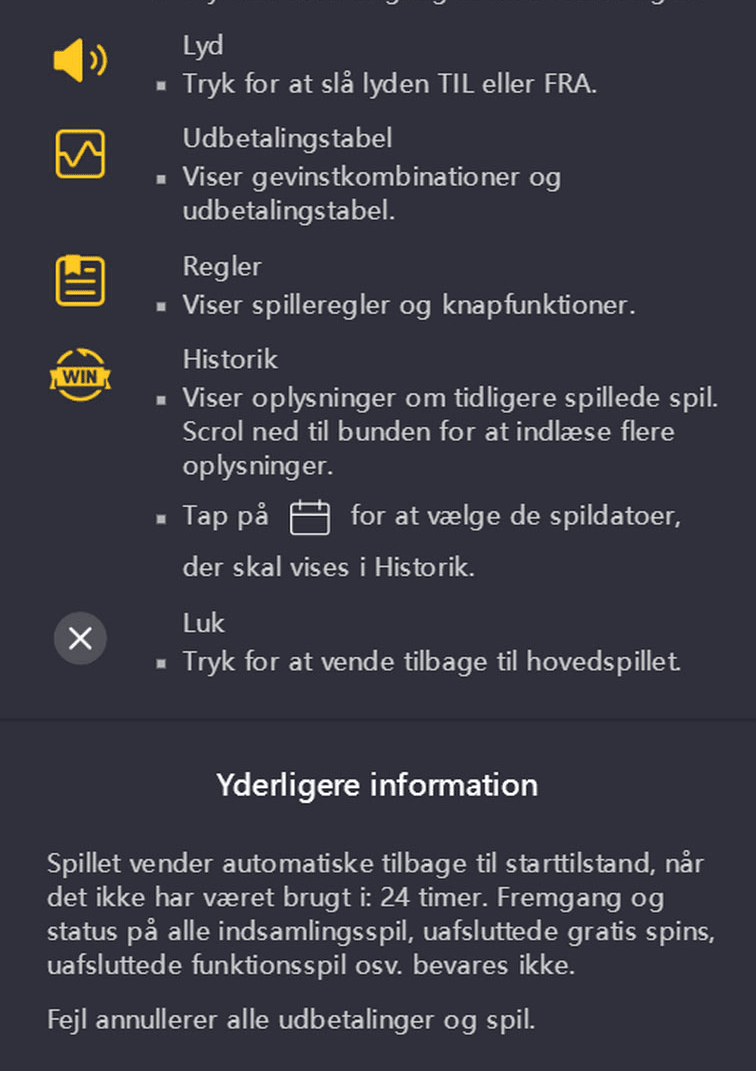 Lyd
▪ Tryk for at slå lyden TIL eller FRA.
Udbetalingstabel
▪ Viser gevinstkombinationer og
udbetalingstabel.
Regler
▪ Viser spilleregler og knapfunktioner.
WIN
Historik
▪ Viser oplysninger om tidligere spillede spil.
Scrol ned til bunden for at indlæse flere
oplysninger.
▪ Tap på for at vælge de spildatoer,
der skal vises i Historik.
Luk
▪ Tryk for at vende tilbage til hovedspillet.
Yderligere information
Spillet vender automatiske tilbage til starttilstand, når
det ikke har været brugt i: 24 timer. Fremgang og
status på alle indsamlingsspil, uafsluttede gratis spins,
uafsluttede funktionsspil osv. bevares ikke.
Fejl annullerer alle udbetalinger og spil.